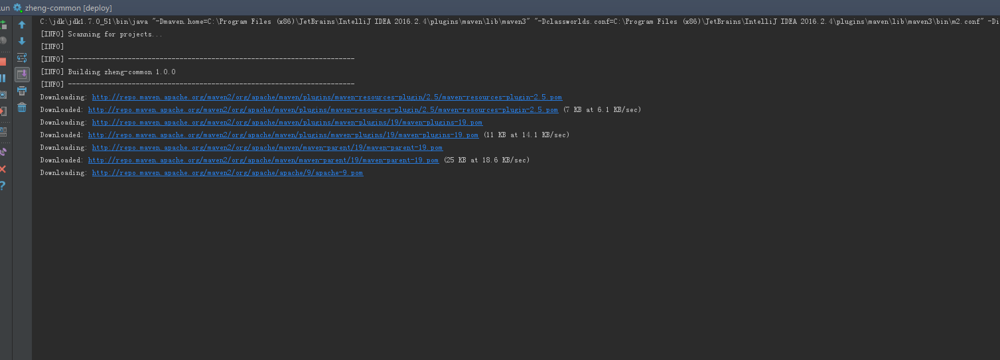 un zheng-common [deploy]
C:\jdk\jdk1.7.0_51\bin\java "-Dmaven.home=C:\Program Files (x86)\JetBrains\IntelliJ IDEA 2016.2.4\plugins\maven\lib\maven3" "-Dclassworlds.conf=C:\Program Files (x86)\JetBrains\IntelliJ IDEA 2016.2.4\plugins\maven\lib\maven3\bin\m2.conf" -Di
[INFO] Scanning for projects...
[INFO]
[INFO] ------------------------------------------------------------------------
[INFO] Building zheng-common 1.0.0
[INFO] ------------------------------------------------------------------------
Downloading: http://repo.maven.apache.org/maven2/org/apache/maven/plugins/maven-resources-plugin/2.5/maven-resources-plugin-2.5.pom
Downloaded: http://repo.maven.apache.org/maven2/org/apache/maven/plugins/maven-resources-plugin/2.5/maven-resources-plugin-2.5.pom (7 KB at 6.1 KB/sec)
Downloading: http://repo.maven.apache.org/maven2/org/apache/maven/plugins/maven-plugins/19/maven-plugins-19.pom
Downloaded: http://repo.maven.apache.org/maven2/org/apache/maven/plugins/maven-plugins/19/maven-plugins-19.pom (11 KB at 14.1 KB/sec)
Downloading: http://repo.maven.apache.org/maven2/org/apache/maven/maven-parent/19/maven-parent-19.pom
Downloaded: http://repo.maven.apache.org/maven2/org/apache/maven/maven-parent/19/maven-parent-19.pom (25 KB at 18.6 KB/sec)
Downloading: http://repo.maven.apache.org/maven2/org/apache/apache/9/apache-9.pom